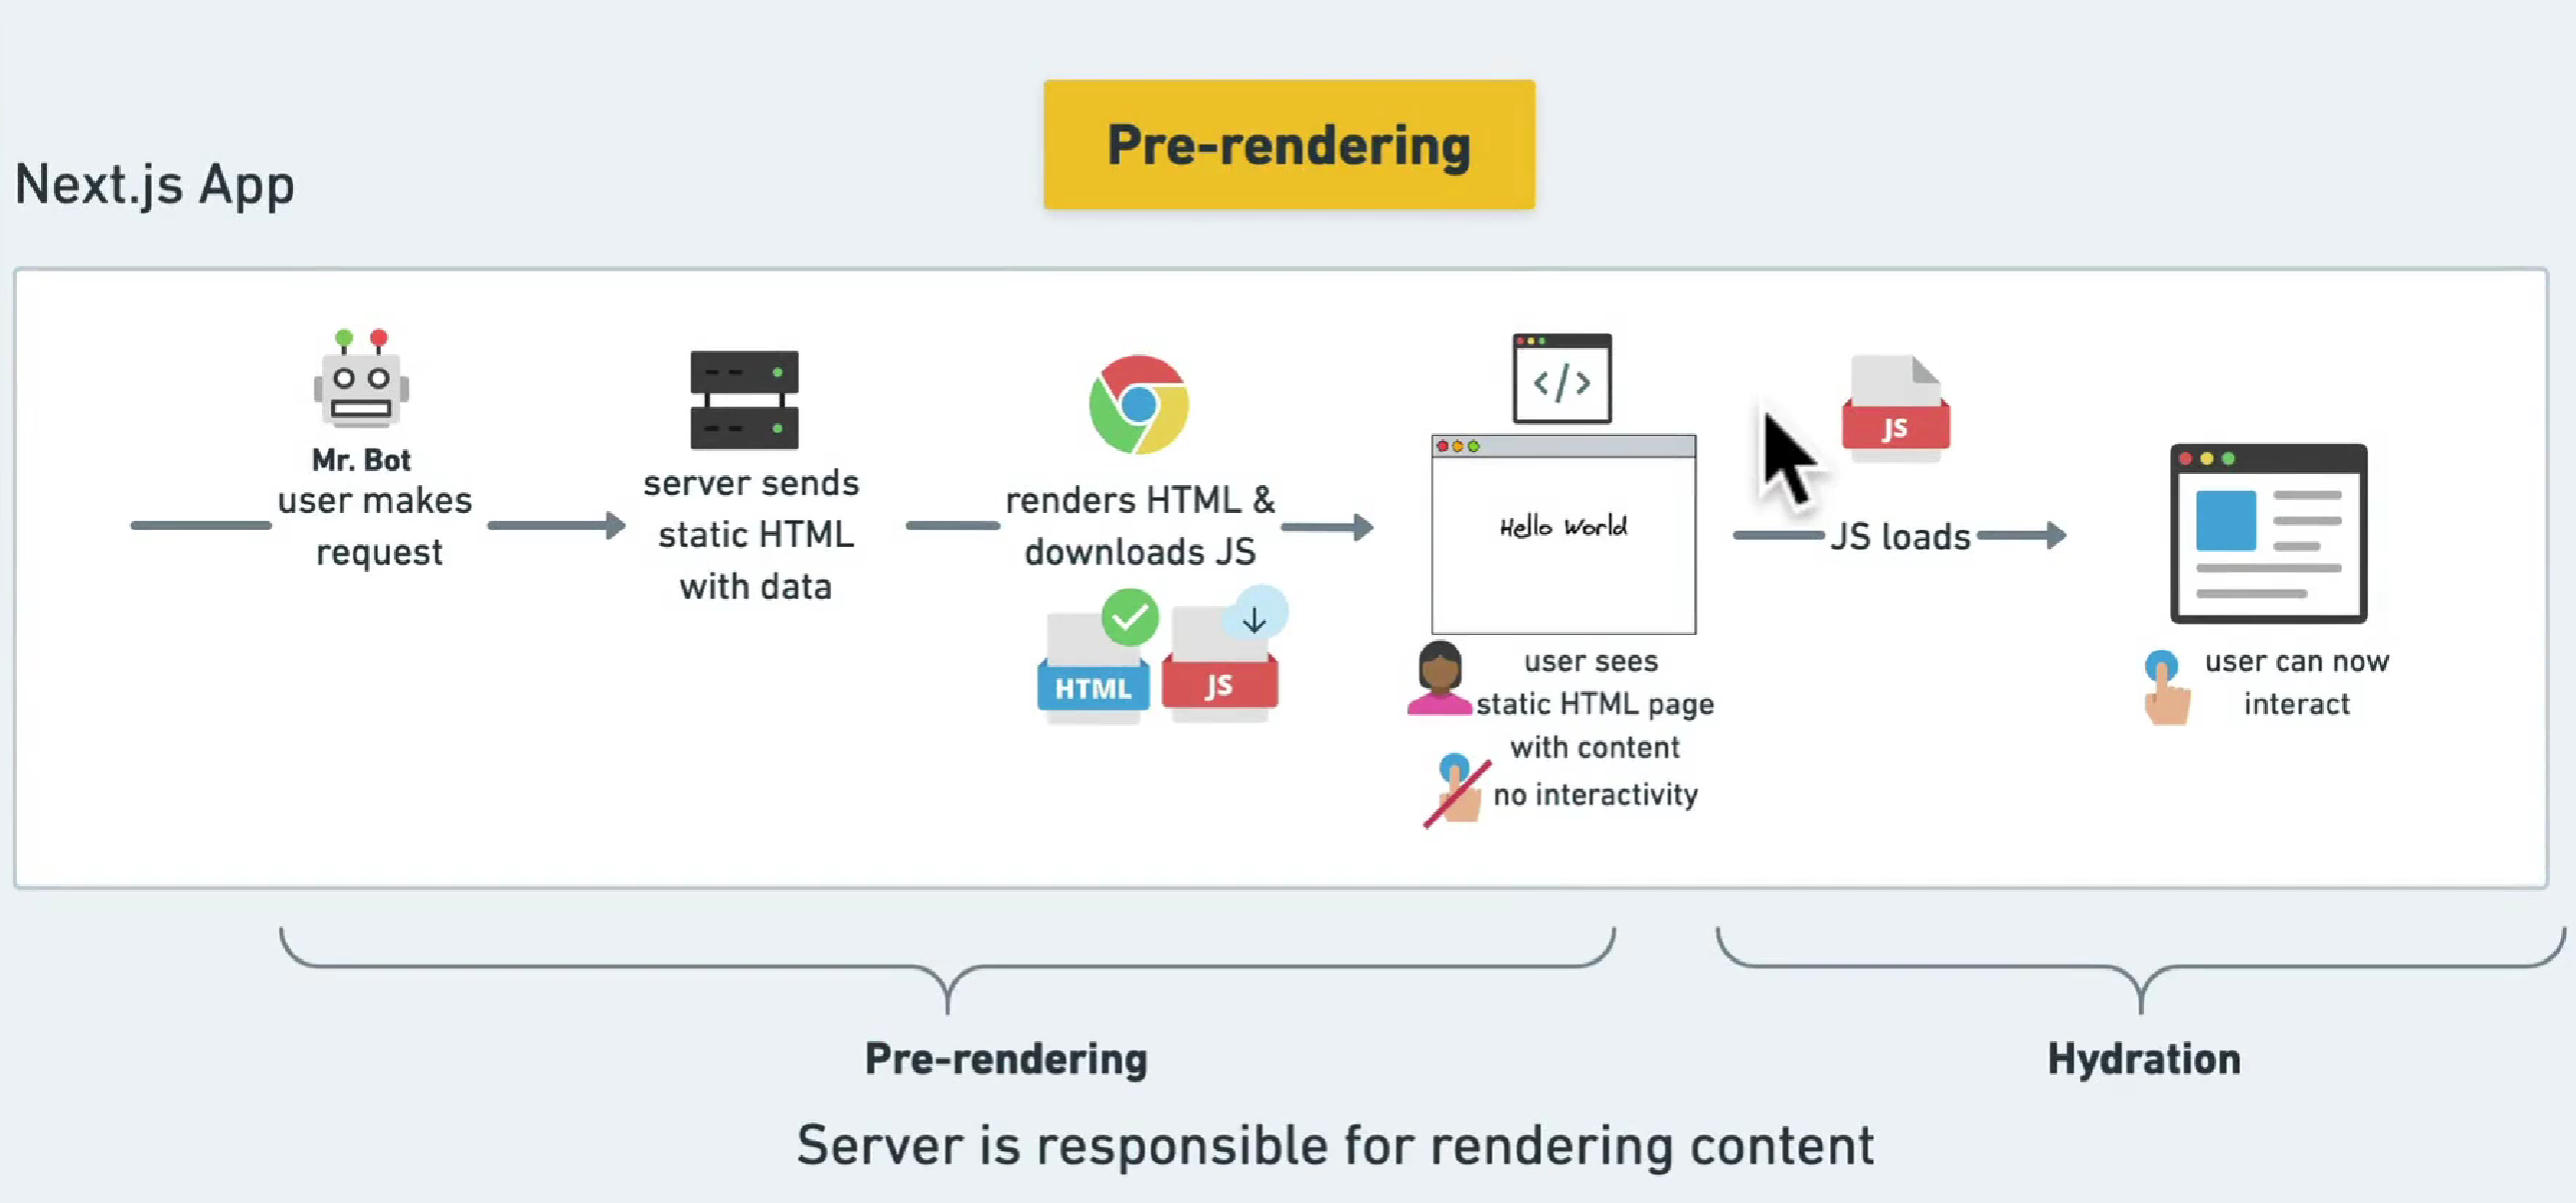 Pre-rendering
Next.js App
Mr. Bot
user makes
request
server sends
static HTML
with data
renders HTML &
downloads JS
HTML
JS
</>
Hello World
user sees
static HTML page
with content
no interactivity
JS
JS loads
user can now
interact
Pre-rendering
Hydration
Server is responsible for rendering content